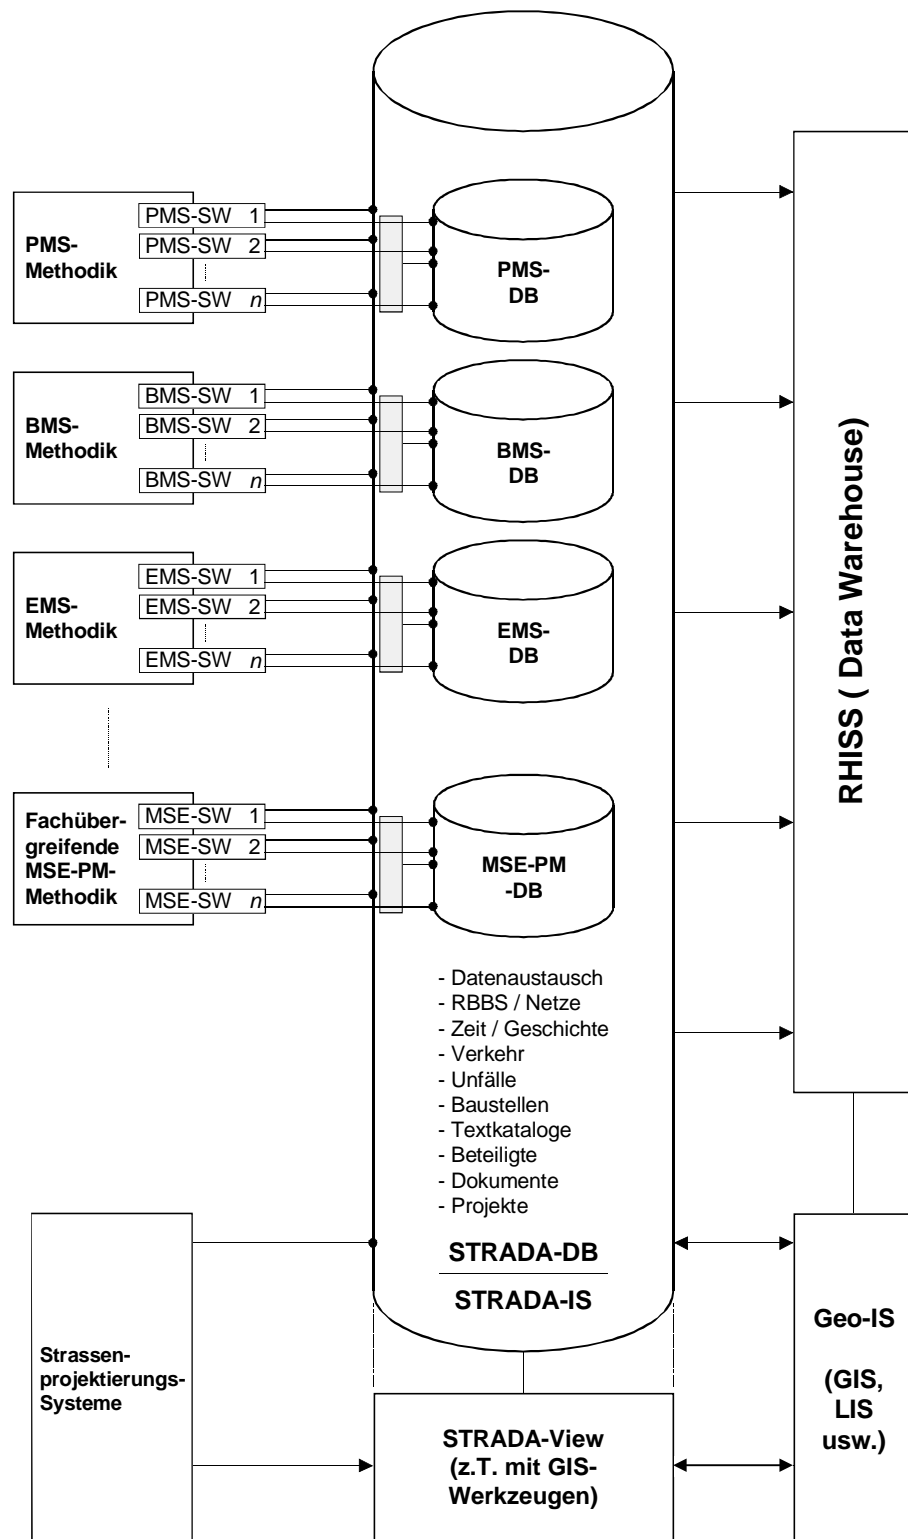 PMS-
Methodik
PMS-SW 1
PMS-SW 2
PMS-SW n
PMS-
DB
BMS-
Methodik
BMS-SW 1
BMS-SW 2
BMS-SW n
BMS-
DB
EMS-
Methodik
EMS-SW 1
EMS-SW 2
EMS-SW n
EMS-
DB
Fachüber-
greifende
MSE-PM-
Methodik
MSE-SW 1
MSE-SW 2
MSE-SW n
MSE-PM
-DB
- Datenaustausch
- RBBS / Netze
- Zeit / Geschichte
- Verkehr
- Unfälle
- Baustellen
- Textkataloge
- Beteiligte
- Dokumente
- Projekte
STRADA-DB
STRADA-IS
RHISS ( Data Warehouse)
Strassen-
projektierungs-
Systeme
STRADA-View
(z.T. mit GIS-
Werkzeugen)
Geo-IS
(GIS,
LIS
usw.)